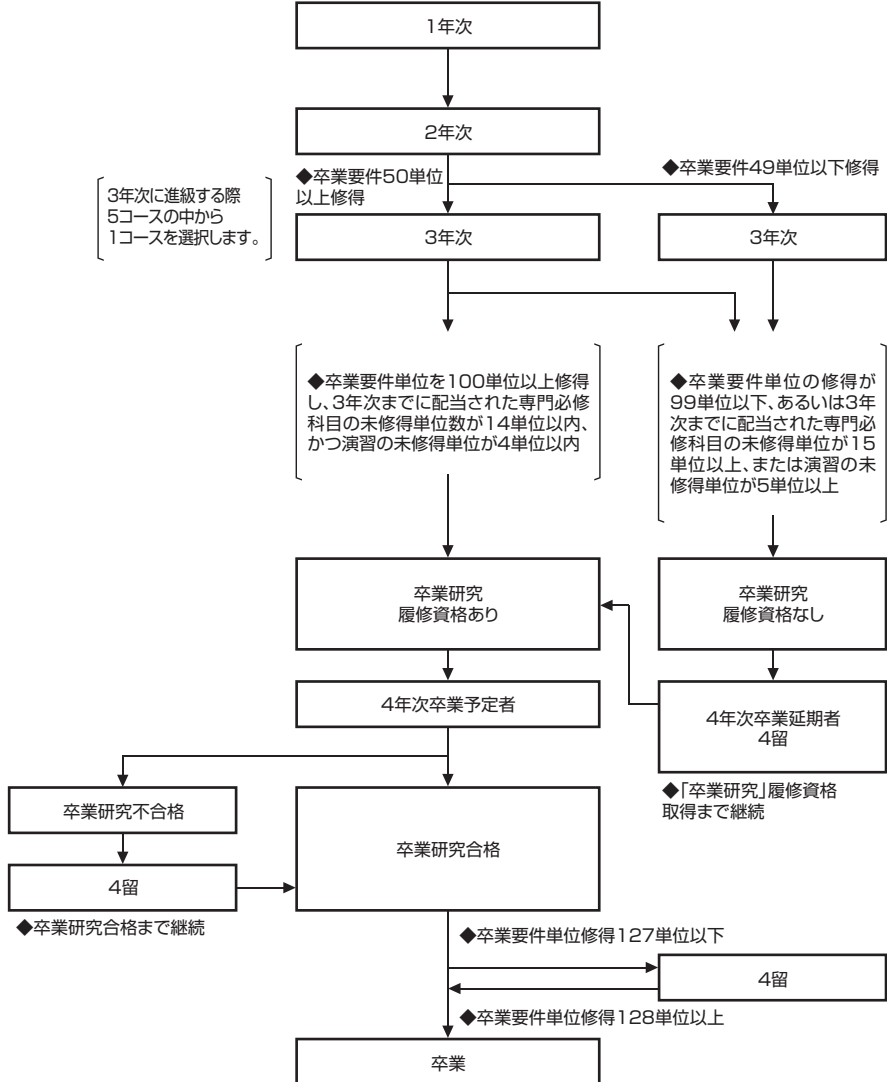 1年次
2年次
◆卒業要件50単位
以上修得
◆卒業要件49単位以下修得
3年次に進級する際
5コースの中から
1コースを選択します。
3年次
3年次
◆卒業要件単位を100単位以上修得
し、3年次までに配当された専門必修
科目の未修得単位数が14単位以内、
かつ演習の未修得単位が4単位以内
◆卒業要件単位の修得が
99単位以下、あるいは3年
次までに配当された専門必
修科目の未修得単位が15
単位以上、または演習の未
修得単位が5単位以上
卒業研究
履修資格あり
卒業研究
履修資格なし
4年次卒業予定者
4年次卒業延期者
4留
◆「卒業研究」履修資格
取得まで継続
卒業研究不合格
卒業研究合格
4留
◆卒業研究合格まで継続
◆卒業要件単位修得127単位以下
4留
◆卒業要件単位修得128単位以上
卒業